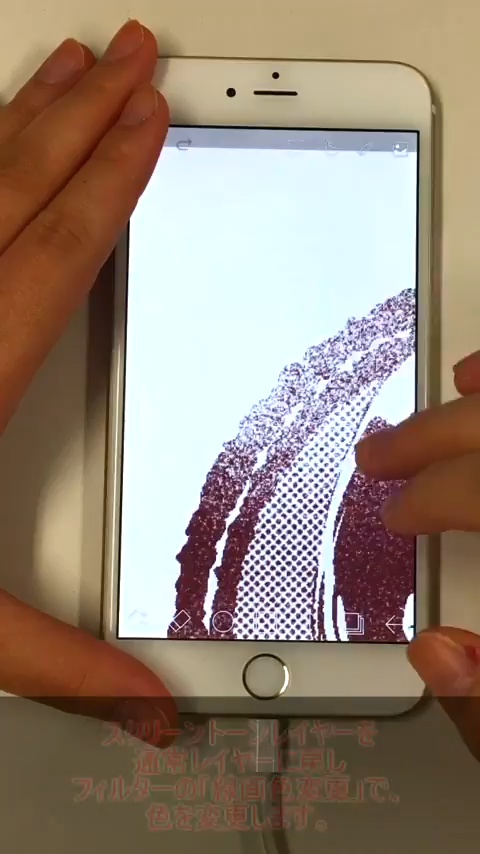 スクリーントーンレイヤーを
通常レイヤーに戻し
フィルターの「線画色変更」で、
色を変更します。